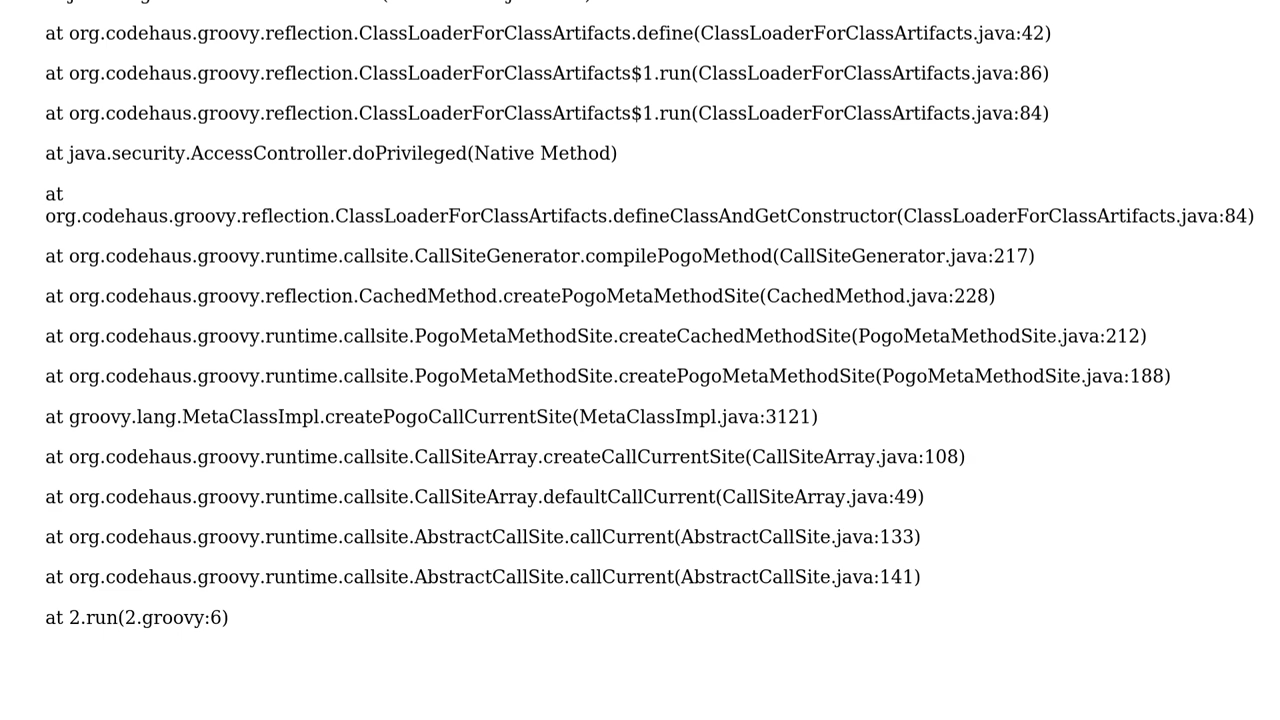 at org.codehaus.groovy.reflection.ClassLoaderForClassArtifacts.define(ClassLoaderForClassArtifacts.java:42)
at org.codehaus.groovy.reflection.ClassLoaderForClassArtifacts$1.run(ClassLoaderForClassArtifacts.java:86)
at org.codehaus.groovy.reflection.ClassLoaderForClassArtifacts$1.run(ClassLoaderForClassArtifacts.java:84)
at java.security.AccessController.doPrivileged(Native Method)
at
org.codehaus.groovy.reflection.ClassLoaderForClassArtifacts.defineClassAndGetConstructor(ClassLoaderForClassArtifacts.java:84)
at org.codehaus.groovy.runtime.callsite.CallSiteGenerator.compilePogoMethod(CallSiteGenerator.java:217)
at org.codehaus.groovy.reflection.CachedMethod.createPogoMetaMethodSite(CachedMethod.java:228)
at org.codehaus.groovy.runtime.callsite.PogoMetaMethodSite.createCachedMethodSite(PogoMetaMethodSite.java:212)
at org.codehaus.groovy.runtime.callsite.PogoMetaMethodSite.createPogoMetaMethodSite(PogoMetaMethodSite.java:188)
at groovy.lang.MetaClassImpl.createPogoCallCurrentSite(MetaClassImpl.java:3121)
at org.codehaus.groovy.runtime.callsite.CallSiteArray.createCallCurrentSite(CallSiteArray.java:108)
at org.codehaus.groovy.runtime.callsite.CallSiteArray.defaultCallCurrent(CallSiteArray.java:49)
at org.codehaus.groovy.runtime.callsite.AbstractCallSite.callCurrent(AbstractCallSite.java:133)
at org.codehaus.groovy.runtime.callsite.AbstractCallSite.callCurrent(AbstractCallSite.java:141)
at 2.run(2.groovy:6)